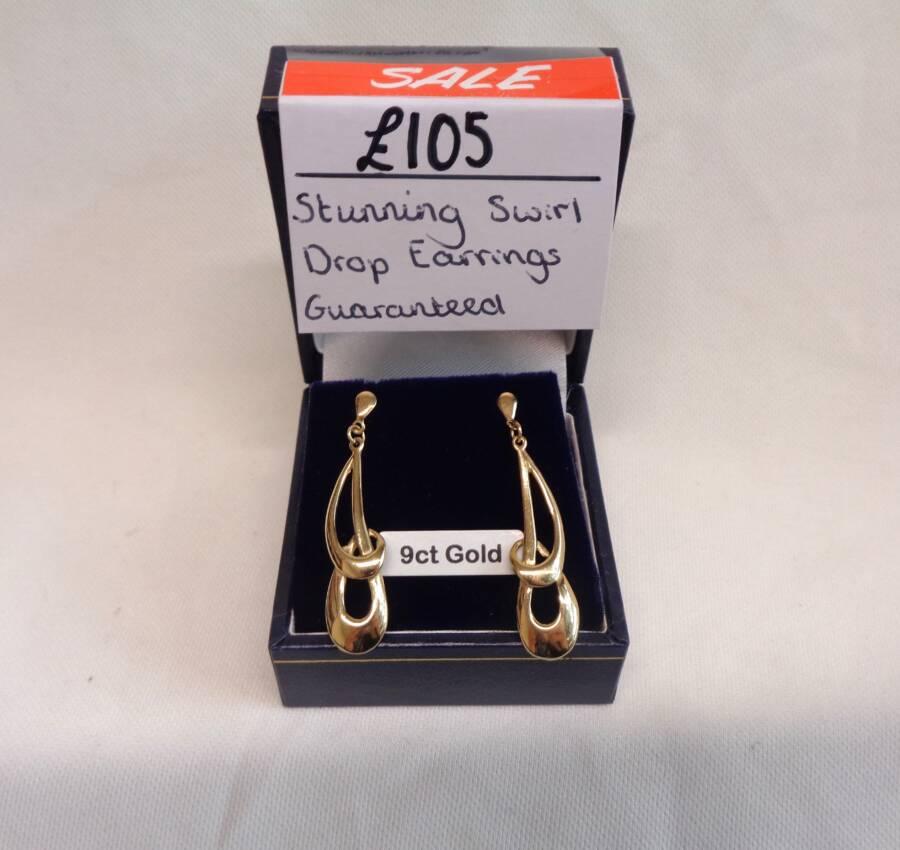 SALE
£105
Stunning Swirl
Drop Earrings
Guaranteed
9ct Gold